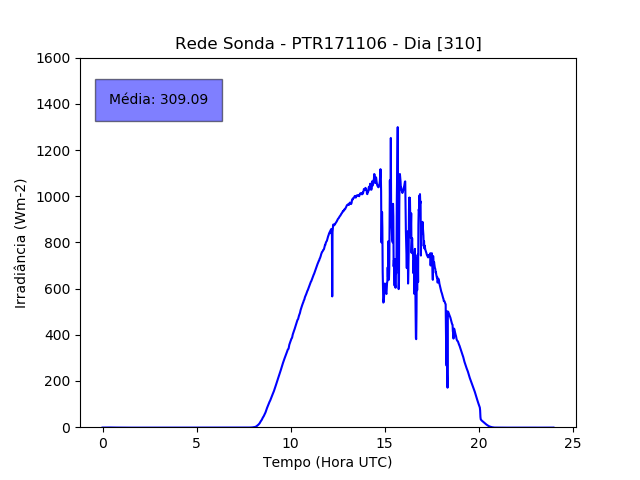 Rede Sonda - PTR171106 - Dia [310]
1600
1400
1200
1000
800
600
400
200
0
Média: 309.09
Irradiância (Wm-2)
0 5 10 15 20 25
Tempo (Hora UTC)